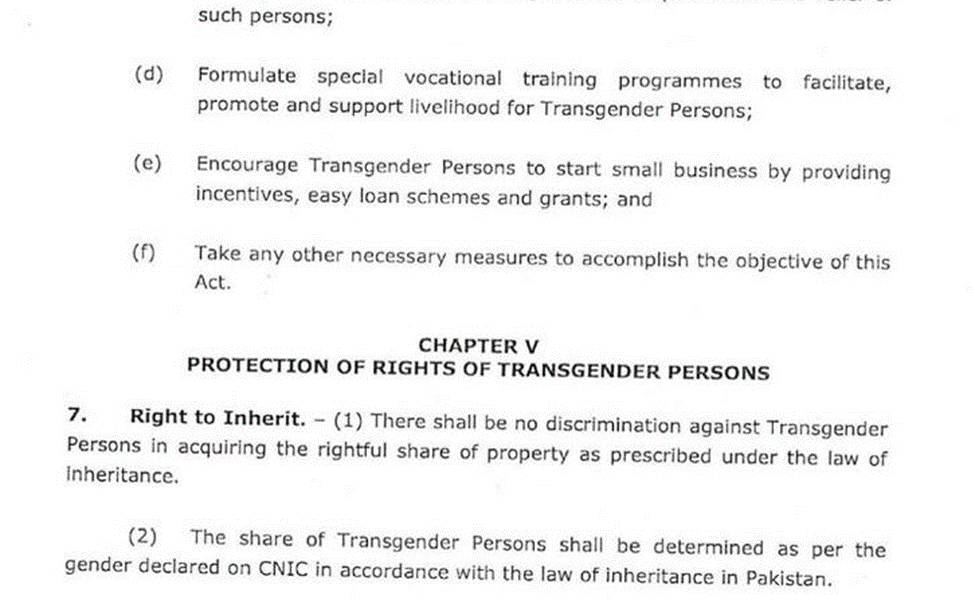 such persons;
(d) Formulate special vocational training programmes to facilitate,
promote and support livelihood for Transgender Persons;
(e) Encourage Transgender Persons to start small business by providing
incentives, easy loan schemes and grants; and
(f) Take any other necessary measures to accomplish the objective of this
Act.
CHAPTER V
PROTECTION OF RIGHTS OF TRANSGENDER PERSONS
7. Right to Inherit. – (1) There shall be no discrimination against Transgender
Persons in acquiring the rightful share of property as prescribed under the law of
inheritance.
(2) The share of Transgender Persons shall be determined as per the
gender declared on CNIC in accordance with the law of inheritance in Pakistan.